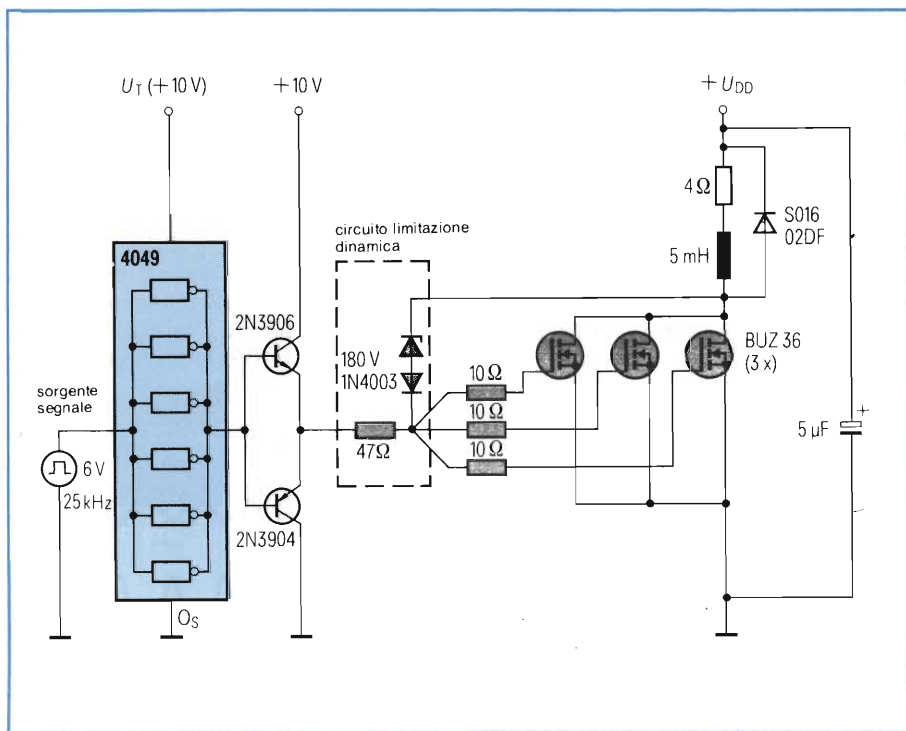 U_T (+10 V)
+10 V
+ U_DD
4 Ω
S016
02DF
5 mH
circuito limitazione
dinamica
4049
2N3906
180 V
1N4003
BUZ 36
(3 x)
sorgente
segnale
10 Ω
10 Ω
10 Ω
47 Ω
5 µF
+
6 V
25 kHz
2N3904
O_S